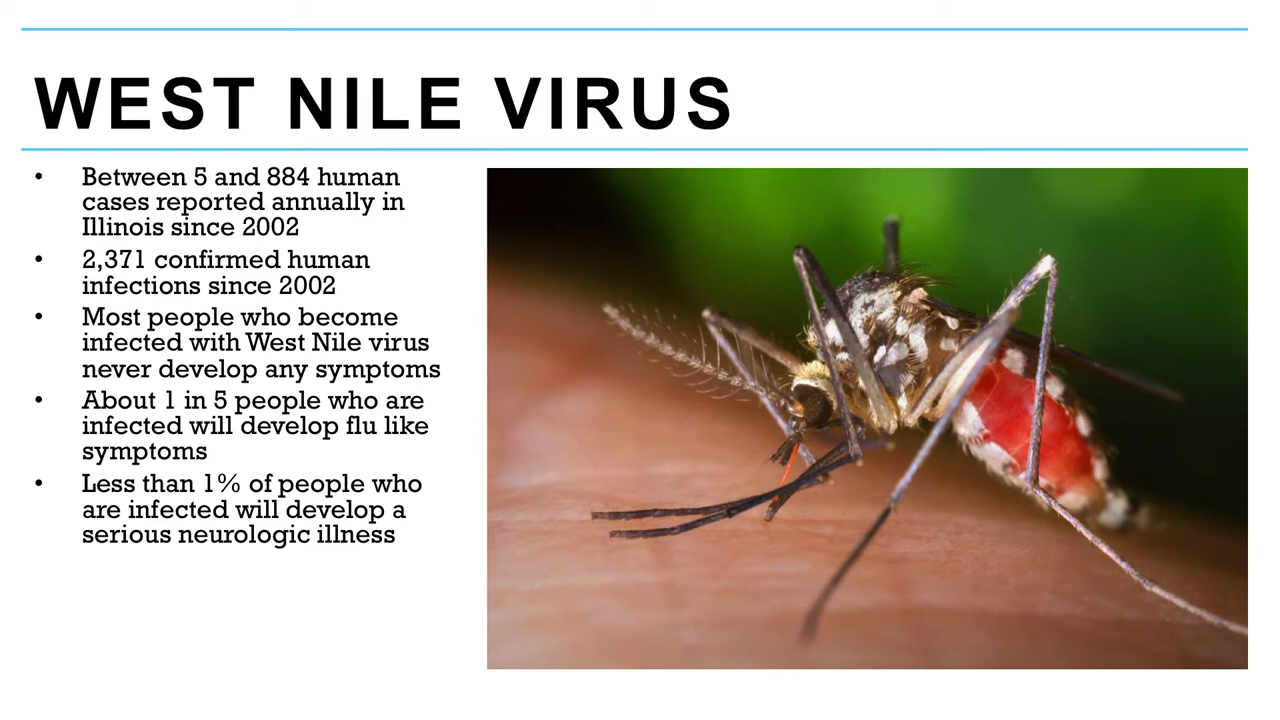 WEST NILE VIRUS
• Between 5 and 884 human
cases reported annually in
Illinois since 2002
• 2,371 confirmed human
infections since 2002
• Most people who become
infected with West Nile virus
never develop any symptoms
• About 1 in 5 people who are
infected will develop flu like
symptoms
• Less than 1% of people who
are infected will develop a
serious neurologic illness